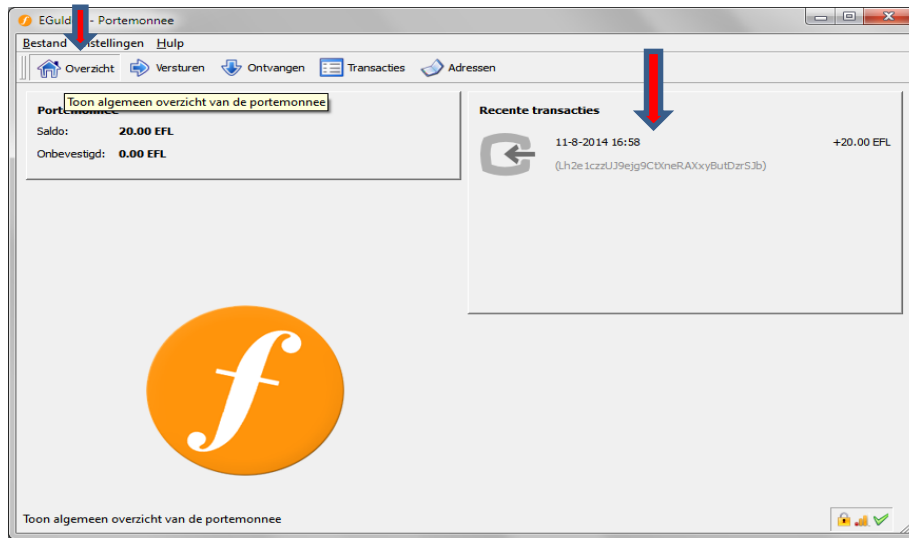 EGuld - Portemonnee
Bestand stellingen Hulp
Overzicht Versturen Ontvangen Transacties Adressen
Toon algemeen overzicht van de portemonnee
Recente transacties
Saldo: 20.00 EFL
Onbevestigd: 0.00 EFL
11-8-2014 16:58 +20.00 EFL
f
Toon algemeen overzicht van de portemonnee